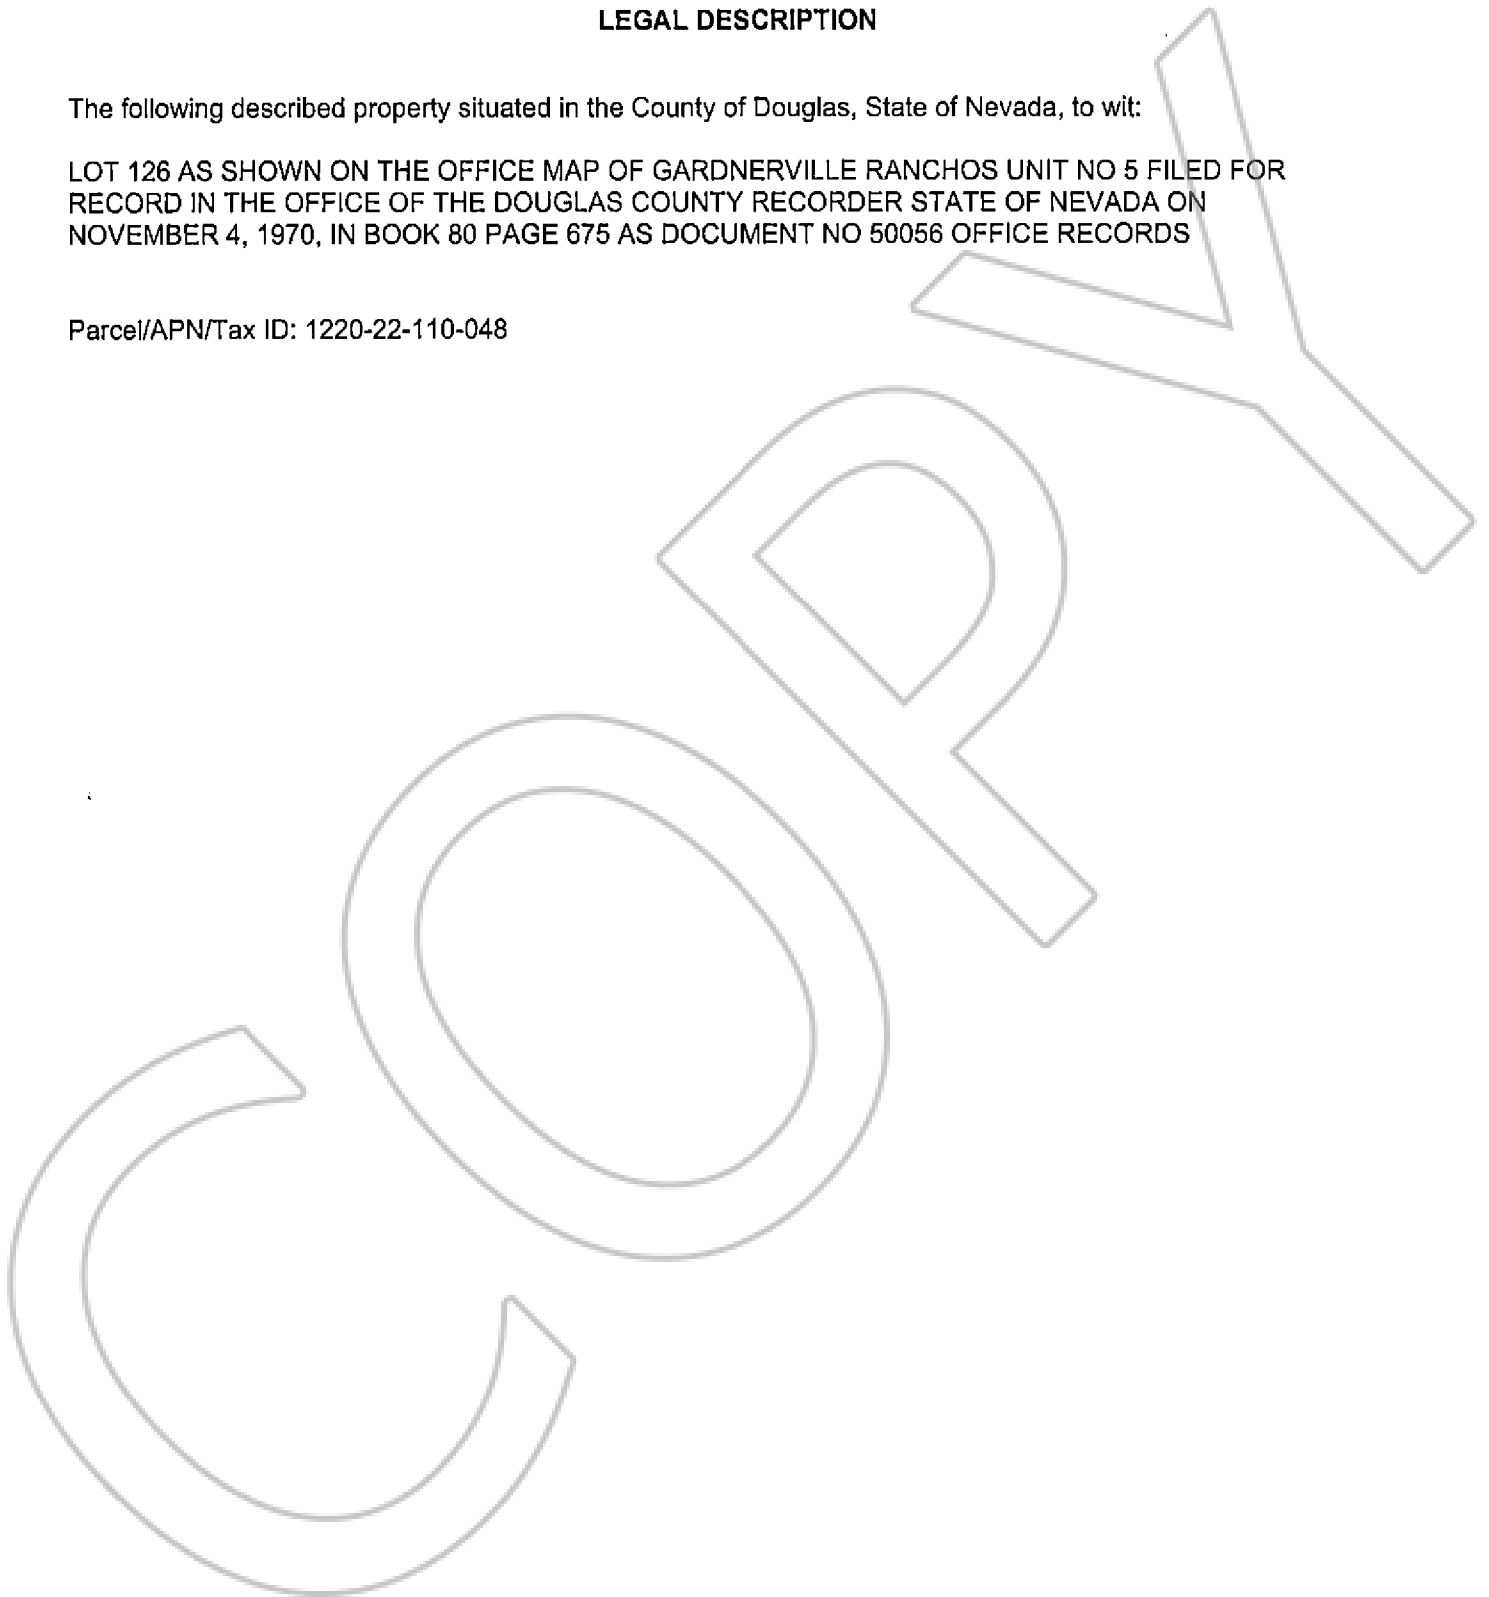 LEGAL DESCRIPTION
The following described property situated in the County of Douglas, State of Nevada, to wit:
LOT 126 AS SHOWN ON THE OFFICE MAP OF GARDNERVILLE RANCHOS UNIT NO 5 FILED FOR
RECORD IN THE OFFICE OF THE DOUGLAS COUNTY RECORDER STATE OF NEVADA ON
NOVEMBER 4, 1970, IN BOOK 80 PAGE 675 AS DOCUMENT NO 50056 OFFICE RECORDS
Parcel/APN/Tax ID: 1220-22-110-048
COPY